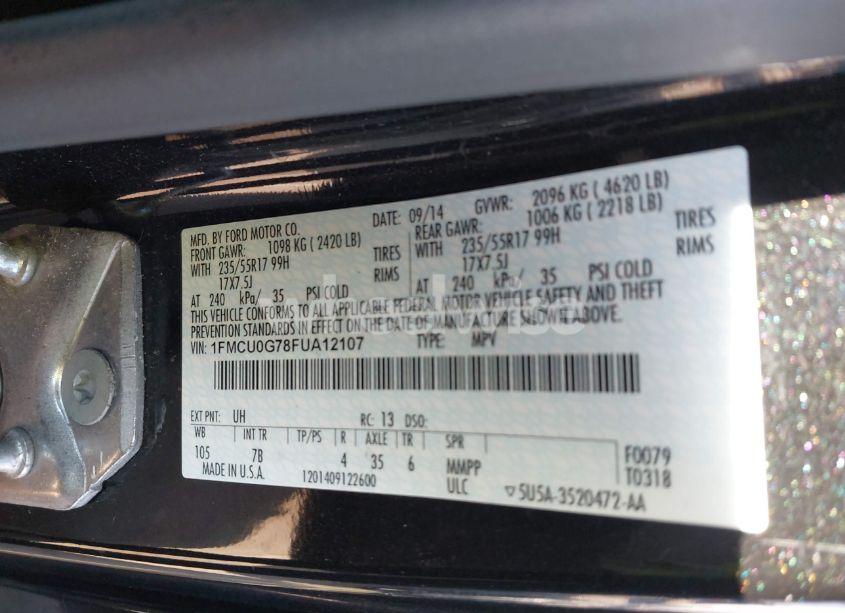 MFD. BY FORD MOTOR CO. DATE: 09/14 GVWR: 2096 KG ( 4620 LB)
FRONT GAWR: 1098 KG ( 2420 LB) REAR GAWR: 1006 KG ( 2218 LB)
WITH 235/55R17 99H TIRES WITH 235/55R17 99H TIRES
17X7.5J RIMS 17X7.5J RIMS
AT 240 kPa/ 35 PSI COLD AT 240 kPa/ 35 PSI COLD
THIS VEHICLE CONFORMS TO ALL APPLICABLE FEDERAL MOTOR VEHICLE SAFETY AND THEFT
PREVENTION STANDARDS IN EFFECT ON THE DATE OF MANUFACTURE SHOWN ABOVE.
VIN: 1FMCU0G78FUA12107 TYPE: MPV
EXT PNT: UH RC: 13 DSO:
WB INT TR TP/PS R AXLE TR SPR F0079
105 7B 4 35 6 MMPP T0318
MADE IN U.S.A. 1201409122600 ULC ▽5USA-3520472-AA